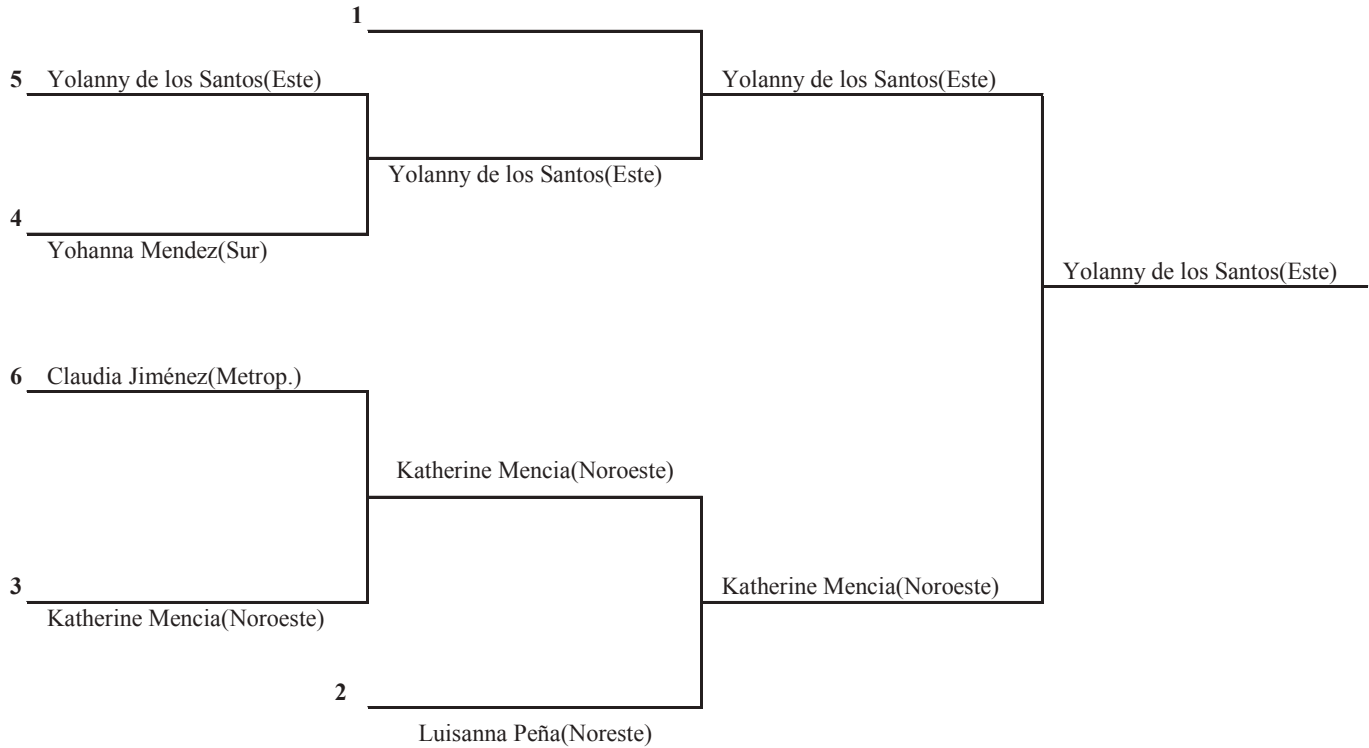 1
5 Yolanny de los Santos(Este)
Yolanny de los Santos(Este)
Yolanny de los Santos(Este)
4
Yohanna Mendez(Sur)
Yolanny de los Santos(Este)
6 Claudia Jiménez(Metrop.)
Katherine Mencia(Noroeste)
3
Katherine Mencia(Noroeste)
Katherine Mencia(Noroeste)
2
Luisanna Peña(Noreste)